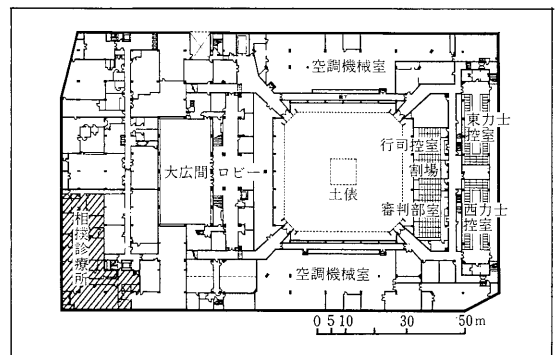 空調機械室
東力士
控室
行司控室
割場
大広間
ロビー
土俵
審判部室
西力士
控室
相撲診療所
空調機械室
0 5 10 30 50m